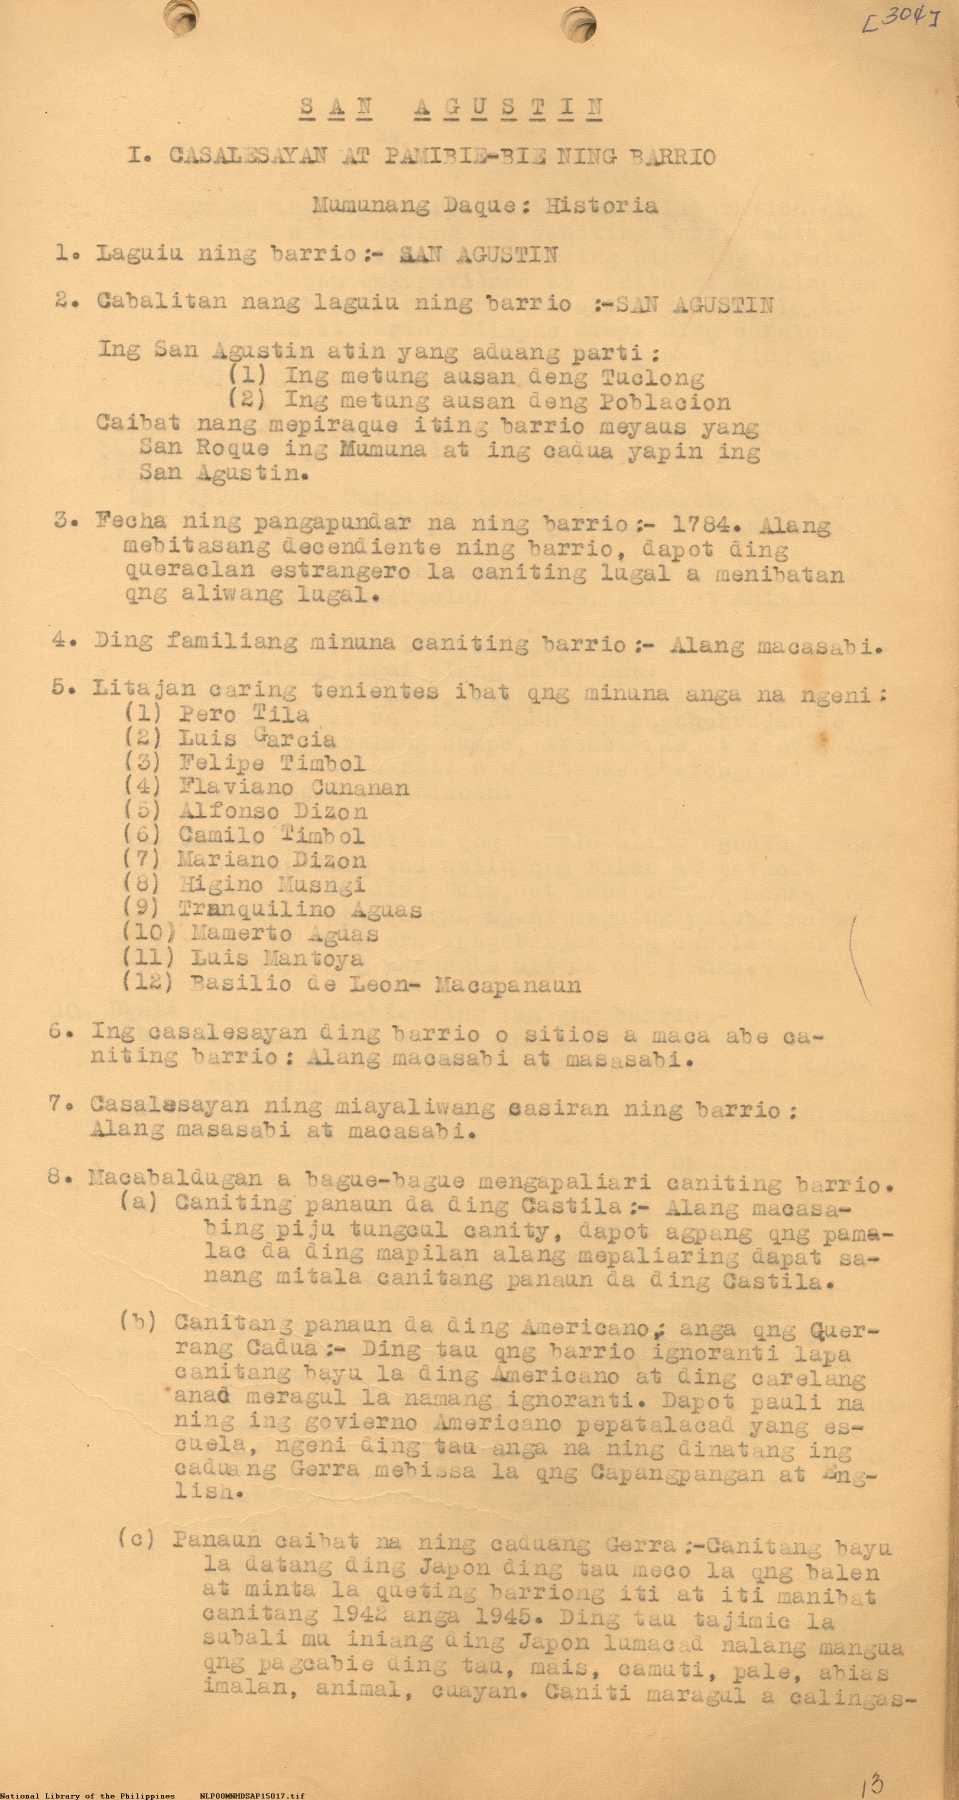 [304]
SAN AGUSTIN
I. CASALESAYAN AT PAMIBIE-BIE NING BARRIO
Mumunang Daque: Historia
1. Laguiu ning barrio:- SAN AGUSTIN
2. Cabalitan nang laguiu ning barrio :-SAN AGUSTIN
Ing San Agustin atin yang aduang parti:
(1) Ing metung ausan deng Tuclong
(2) Ing metung ausan deng Poblacion
Caibat nang mepiraque iting barrio meyaus yang
San Roque ing Mumuna at ing cadua yapin ing
San Agustin.
3. Fecha ning pangapundar na ning barrio:- 1784. Alang
mebitasang decendiente ning barrio, dapot ding
queraclan estrangero la caniting lugal a menibatan
qng aliwang lugal.
4. Ding familiang minuna caniting barrio:- Alang macasabi.
5. Litajan caring tenientes ibat qng minuna anga na ngeni:
(1) Pero Tila
(2) Luis Garcia
(3) Felipe Timbol
(4) Flaviano Cunanan
(5) Alfonso Dizon
(6) Camilo Timbol
(7) Mariano Dizon
(8) Higino Musngi
(9) Tranquilino Aguas
(10) Mamerto Aguas
(11) Luis Mantoya
(12) Basilio de Leon- Macapanaun
6. Ing casalesayan ding barrio o sitios a maca abe ca-
niting barrio: Alang macasabi at masasabi.
7. Casalesayan ning miayaliwang casiran ning barrio:
Alang masasabi at macasabi.
8. Macabaldugan a bague-bague mengapaliari caniting barrio.
(a) Caniting panaun da ding Castila:- Alang macasa-
bing piju tungcul canity, dapot agpang qng pama-
lac da ding mapilan alang mepaliaring dapat sa-
nang mitala canitang panaun da ding Castila.
(b) Canitang panaun da ding Americano; anga qng Quer-
rang Cadua:- Ding tau qng barrio ignoranti lapa
canitang bayu la ding Americano at ding carelang
anac meragul la namang ignoranti. Dapot pauli na
ning ing govierno Americano pepatalacad yang es-
cuela, ngeni ding tau anga na ning dinatang ing
caduang Gerra mebissa la qng Capangpangan at Eng-
lish.
(c) Panaun caibat na ning caduang Gerra:-Canitang bayu
la datang ding Japon ding tau meco la qng balen
at minta la queting barriong iti at iti manibat
canitang 1942 anga 1945. Ding tau tajimic la
subali mu iniang ding Japon lumacad nalang mangua
qng pagcabie ding tau, mais, camuti, pale, abias
imalan, animal, cuayan. Caniti maragul a calingas-
13
National Library of the Philippines NLP00MNHDSAP15017.tif